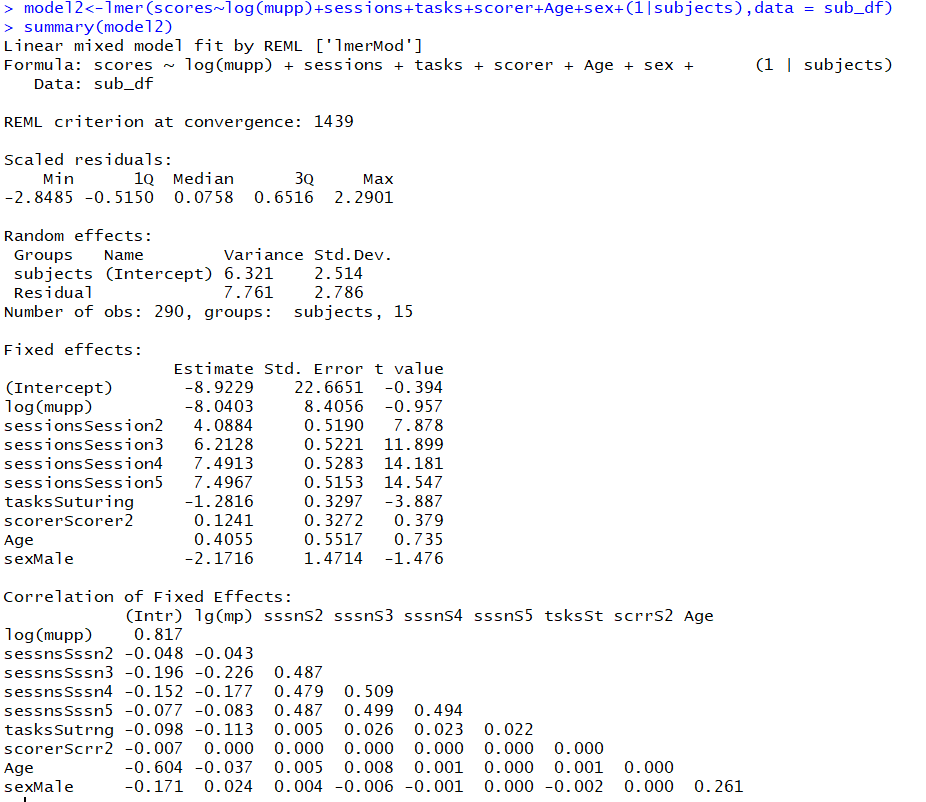 > model2<-lmer(scores~log(mupp)+sessions+tasks+scorer+Age+sex+(1|subjects),data = sub_df)
> summary(model2)
Linear mixed model fit by REML ['lmerMod']
Formula: scores ~ log(mupp) + sessions + tasks + scorer + Age + sex +      (1 | subjects)
   Data: sub_df

REML criterion at convergence: 1439

Scaled residuals:
    Min      1Q  Median      3Q     Max
-2.8485 -0.5150  0.0758  0.6516  2.2901

Random effects:
 Groups   Name        Variance Std.Dev.
 subjects (Intercept) 6.321    2.514
 Residual             7.761    2.786
Number of obs: 290, groups:  subjects, 15

Fixed effects:
                 Estimate Std. Error t value
(Intercept)       -8.9229    22.6651  -0.394
log(mupp)         -8.0403     8.4056  -0.957
sessionsSession2   4.0884     0.5190   7.878
sessionsSession3   6.2128     0.5221  11.899
sessionsSession4   7.4913     0.5283  14.181
sessionsSession5   7.4967     0.5153  14.547
tasksSuturing     -1.2816     0.3297  -3.887
scorerScorer2      0.1241     0.3272   0.379
Age                0.4055     0.5517   0.735
sexMale           -2.1716     1.4714  -1.476

Correlation of Fixed Effects:
            (Intr) lg(mp) sssnS2 sssnS3 sssnS4 sssnS5 tsksSt scrrS2 Age
log(mupp)    0.817
sessnsSssn2 -0.048 -0.043
sessnsSssn3 -0.196 -0.226  0.487
sessnsSssn4 -0.152 -0.177  0.479  0.509
sessnsSssn5 -0.077 -0.083  0.487  0.499  0.494
tasksSutrng -0.098 -0.113  0.005  0.026  0.023  0.022
scorerScrr2 -0.007  0.000  0.000  0.000  0.000  0.000  0.000
Age         -0.604 -0.037  0.005  0.008  0.001  0.000  0.001  0.000
sexMale     -0.171  0.024  0.004 -0.006 -0.001  0.000 -0.002  0.000  0.261